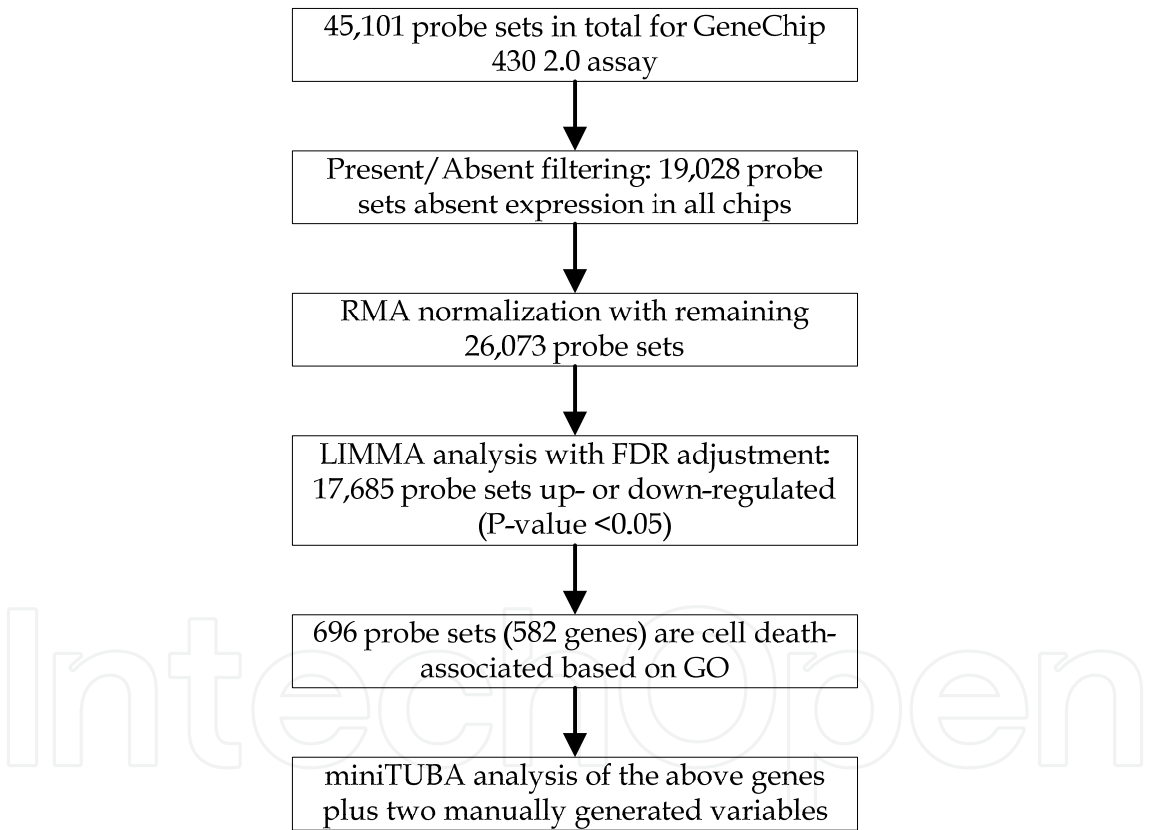 45,101 probe sets in total for GeneChip
430 2.0 assay
Present/Absent filtering: 19,028 probe
sets absent expression in all chips
RMA normalization with remaining
26,073 probe sets
LIMMA analysis with FDR adjustment:
17,685 probe sets up- or down-regulated
(P-value <0.05)
696 probe sets (582 genes) are cell death-
associated based on GO
IntechOpen
miniTUBA analysis of the above genes
plus two manually generated variables